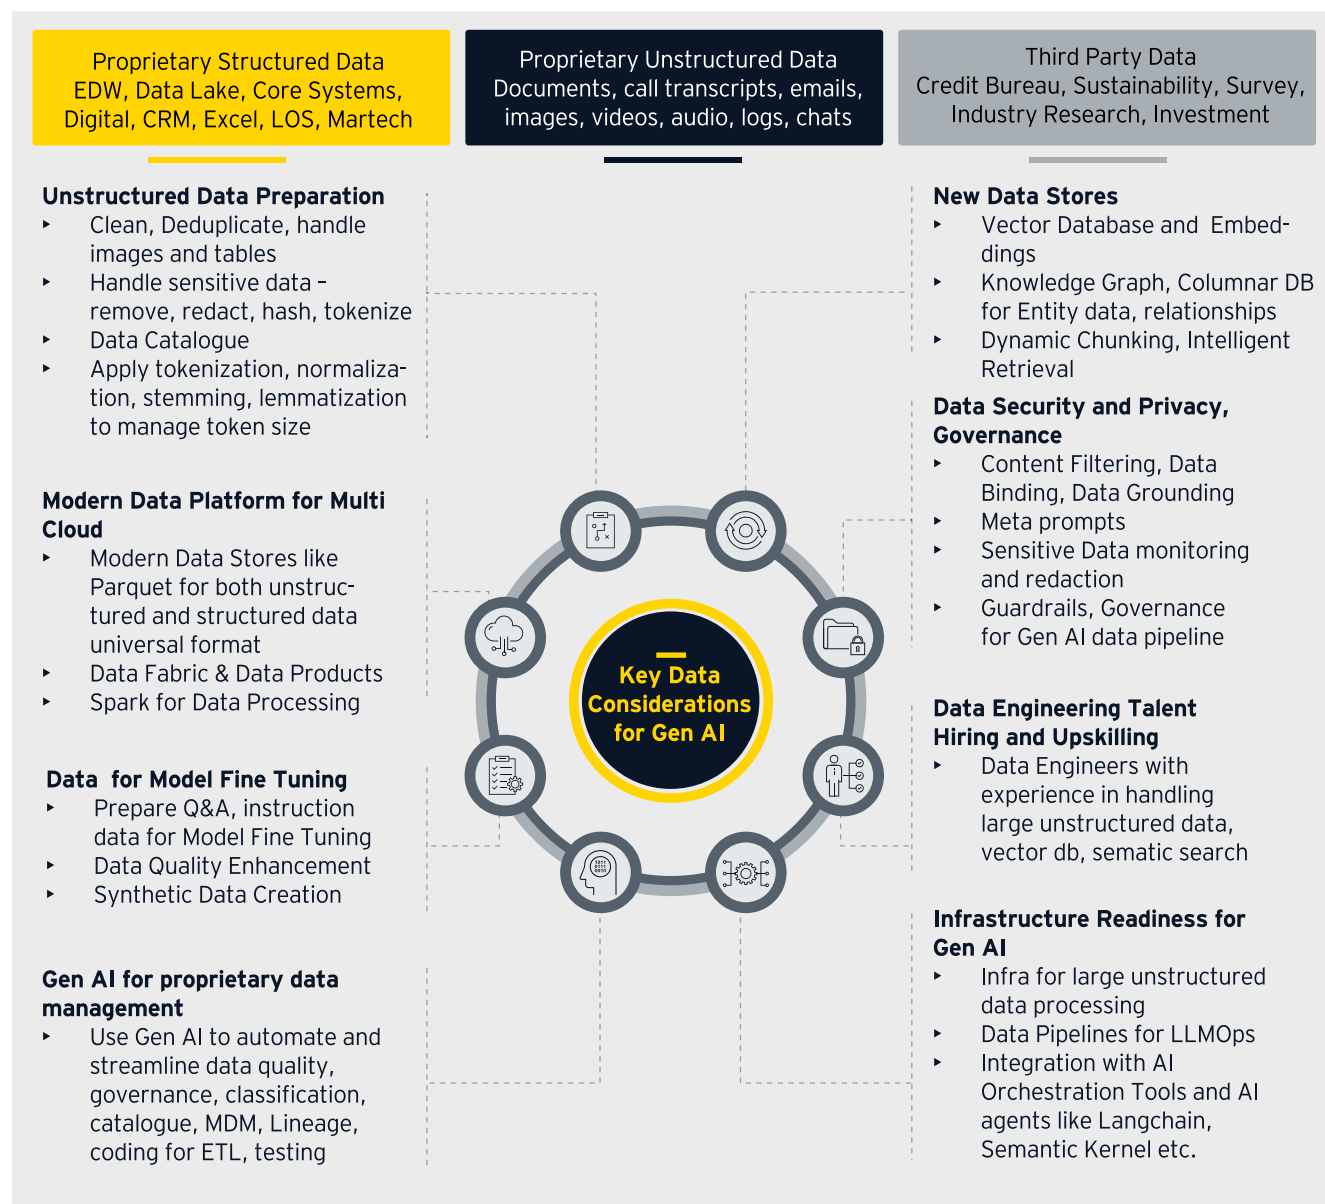 Proprietary Structured Data
EDW, Data Lake, Core Systems,
Digital, CRM, Excel, LOS, Martech
Proprietary Unstructured Data
Documents, call transcripts, emails,
images, videos, audio, logs, chats
Third Party Data
Credit Bureau, Sustainability, Survey,
Industry Research, Investment
Unstructured Data Preparation
‣ Clean, Deduplicate, handle
images and tables
‣ Handle sensitive data –
remove, redact, hash, tokenize
‣ Data Catalogue
‣ Apply tokenization, normaliza-
tion, stemming, lemmatization
to manage token size
Modern Data Platform for Multi
Cloud
‣ Modern Data Stores like
Parquet for both unstruc-
tured and structured data
universal format
‣ Data Fabric & Data Products
‣ Spark for Data Processing
Data for Model Fine Tuning
‣ Prepare Q&A, instruction
data for Model Fine Tuning
‣ Data Quality Enhancement
‣ Synthetic Data Creation
Gen AI for proprietary data
management
‣ Use Gen AI to automate and
streamline data quality,
governance, classification,
catalogue, MDM, Lineage,
coding for ETL, testing
Key Data
Considerations
for Gen AI
1011
0111
0010
New Data Stores
‣ Vector Database and Embed-
dings
‣ Knowledge Graph, Columnar DB
for Entity data, relationships
‣ Dynamic Chunking, Intelligent
Retrieval
Data Security and Privacy,
Governance
‣ Content Filtering, Data
Binding, Data Grounding
‣ Meta prompts
‣ Sensitive Data monitoring
and redaction
‣ Guardrails, Governance
for Gen AI data pipeline
Data Engineering Talent
Hiring and Upskilling
‣ Data Engineers with
experience in handling
large unstructured data,
vector db, sematic search
Infrastructure Readiness for
Gen AI
‣ Infra for large unstructured
data processing
‣ Data Pipelines for LLMOps
‣ Integration with AI
Orchestration Tools and AI
agents like Langchain,
Semantic Kernel etc.